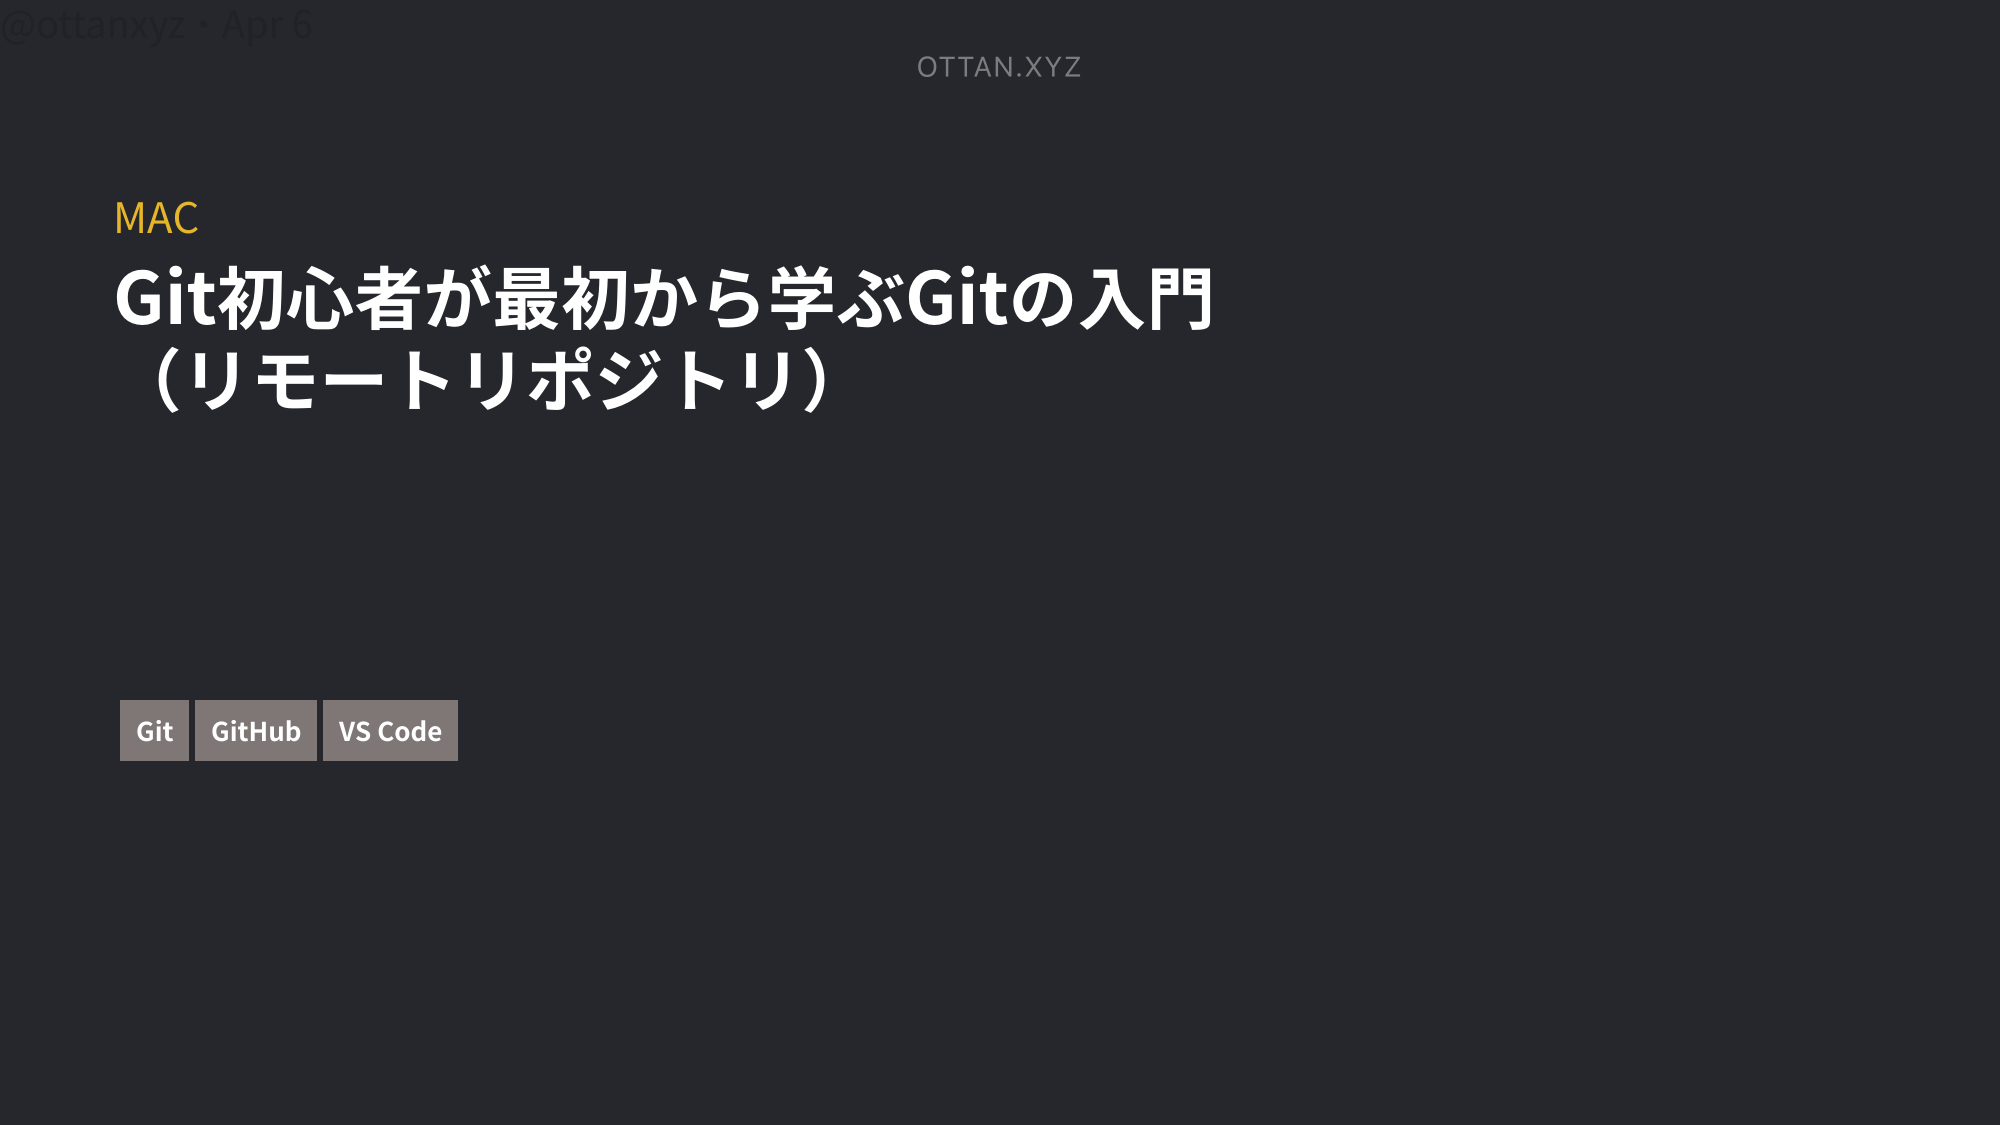 @ottanxyz・Apr 6
OTTAN.XYZ
MAC
Git初心者が最初から学ぶGitの入門
（リモートリポジトリ）
Git GitHub VS Code